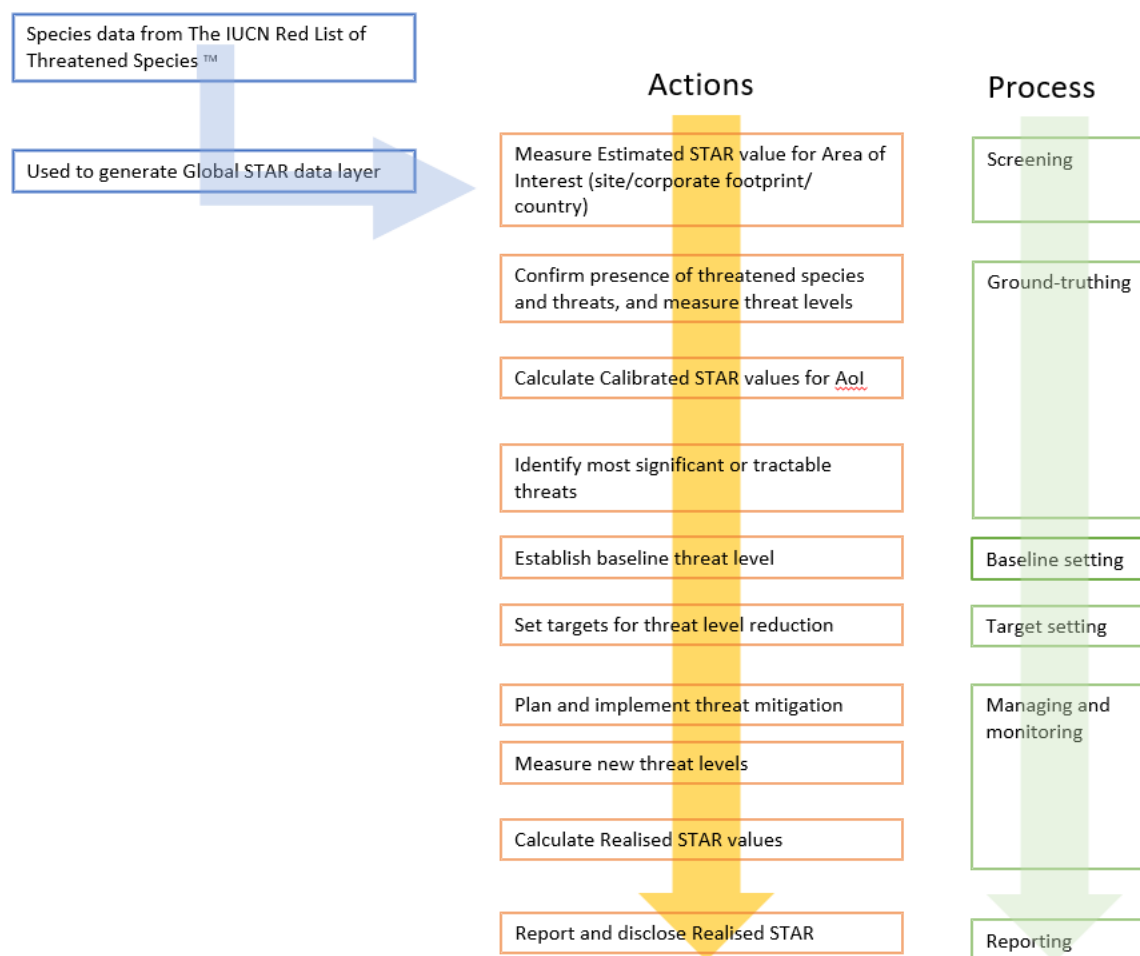 Species data from The IUCN Red List of
Threatened Species ™
Used to generate Global STAR data layer
Actions
Measure Estimated STAR value for Area of
Interest (site/corporate footprint/
country)
Confirm presence of threatened species
and threats, and measure threat levels
Calculate Calibrated STAR values for AoI
Identify most significant or tractable
threats
Establish baseline threat level
Set targets for threat level reduction
Plan and implement threat mitigation
Measure new threat levels
Calculate Realised STAR values
Report and disclose Realised STAR
Process
Screening
Ground-truthing
Baseline setting
Target setting
Managing and
monitoring
Reporting